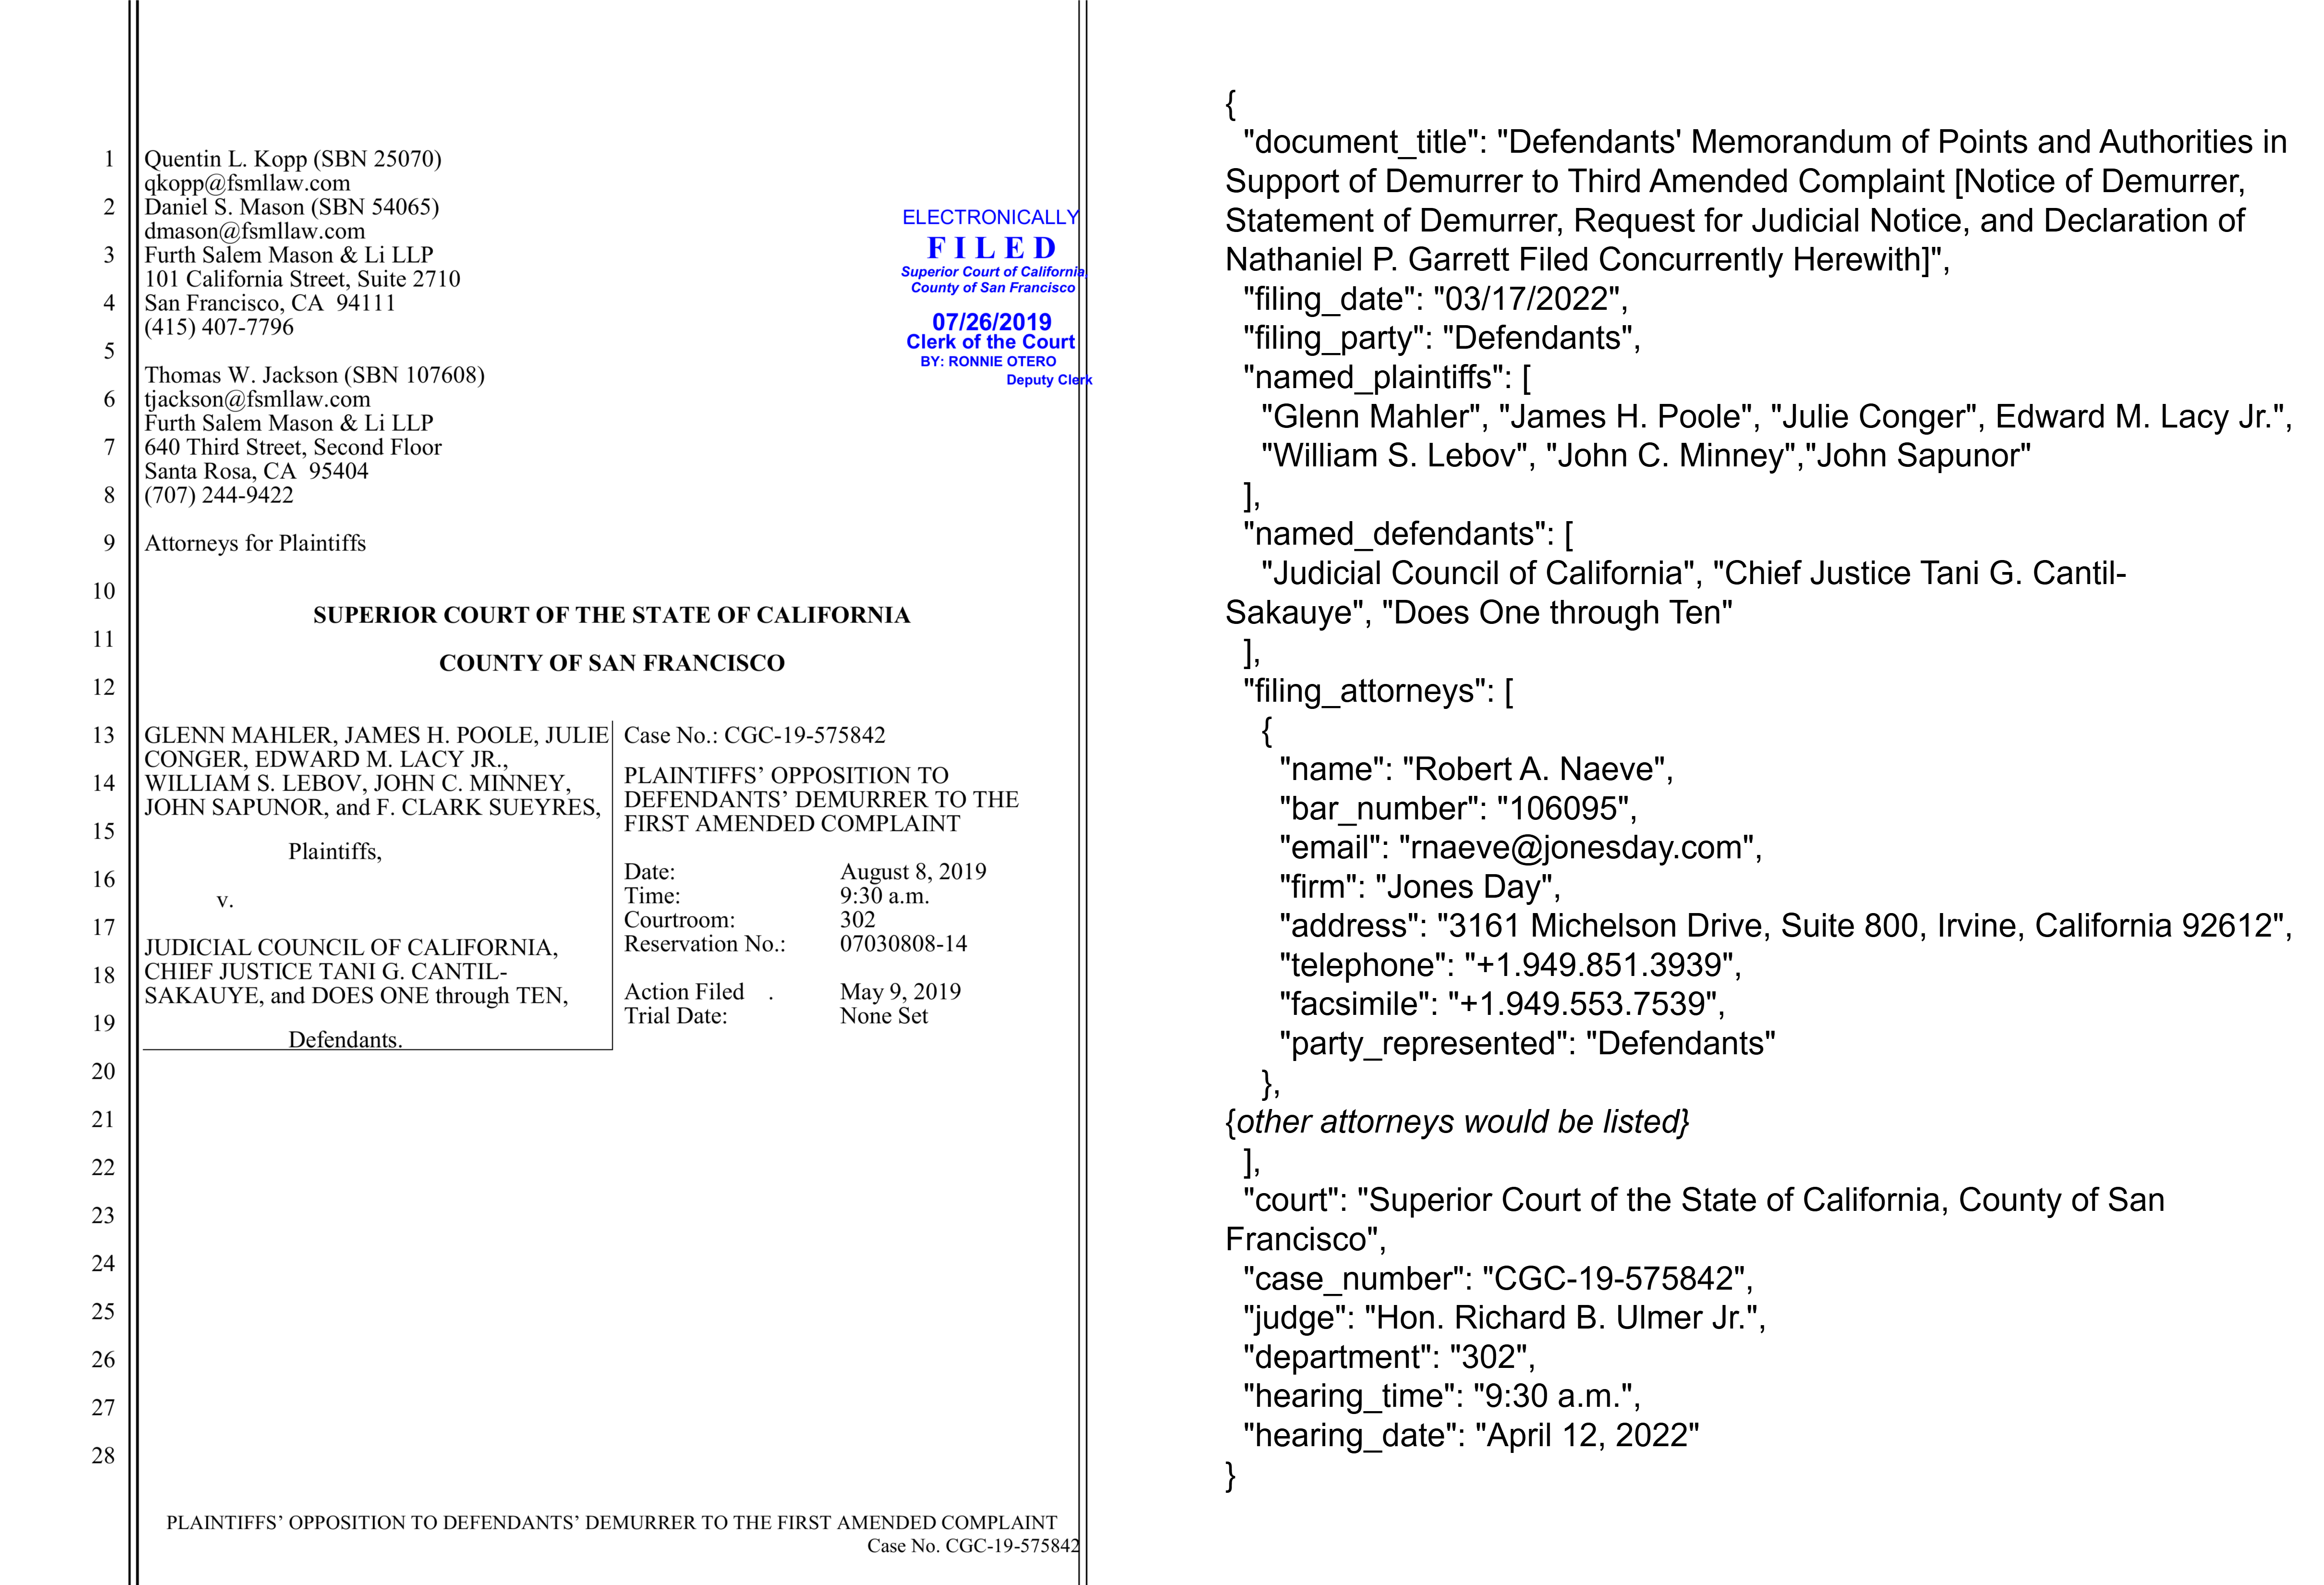 1 Quentin L. Kopp (SBN 25070)
qkopp@fsmllaw.com
2 Daniel S. Mason (SBN 54065)
dmason@fsmllaw.com
3 Furth Salem Mason & Li LLP
101 California Street, Suite 2710
4 San Francisco, CA 94111
(415) 407-7796
5
Thomas W. Jackson (SBN 107608)
6 tjackson@fsmllaw.com
Furth Salem Mason & Li LLP
7 640 Third Street, Second Floor
Santa Rosa, CA 95404
8 (707) 244-9422
9 Attorneys for Plaintiffs
ELECTRONICALLY
FILED
Superior Court of California,
County of San Francisco
07/26/2019
Clerk of the Court
BY: RONNIE OTERO
Deputy Clerk
10
SUPERIOR COURT OF THE STATE OF CALIFORNIA
11
COUNTY OF SAN FRANCISCO
12
13 GLENN MAHLER, JAMES H. POOLE, JULIE
CONGER, EDWARD M. LACY JR.,
14 WILLIAM S. LEBOV, JOHN C. MINNEY,
JOHN SAPUNOR, and F. CLARK SUEYRES,
15
Plaintiffs,
16
v.
17
JUDICIAL COUNCIL OF CALIFORNIA,
18 CHIEF JUSTICE TANI G. CANTIL-
SAKAUYE, and DOES ONE through TEN,
19
Defendants.
Case No.: CGC-19-575842
PLAINTIFFS’ OPPOSITION TO
DEFENDANTS’ DEMURRER TO THE
FIRST AMENDED COMPLAINT
Date: August 8, 2019
Time: 9:30 a.m.
Courtroom: 302
Reservation No.: 07030808-14
Action Filed . May 9, 2019
Trial Date: None Set
20
21
22
23
24
25
26
27
28
PLAINTIFFS’ OPPOSITION TO DEFENDANTS’ DEMURRER TO THE FIRST AMENDED COMPLAINT
Case No. CGC-19-575842
{
"document_title": "Defendants' Memorandum of Points and Authorities in
Support of Demurrer to Third Amended Complaint [Notice of Demurrer,
Statement of Demurrer, Request for Judicial Notice, and Declaration of
Nathaniel P. Garrett Filed Concurrently Herewith]",
"filing_date": "03/17/2022",
"filing_party": "Defendants",
"named_plaintiffs": [
"Glenn Mahler", "James H. Poole", "Julie Conger", Edward M. Lacy Jr.",
"William S. Lebov", "John C. Minney","John Sapunor"
],
"named_defendants": [
"Judicial Council of California", "Chief Justice Tani G. Cantil-
Sakauye", "Does One through Ten"
],
"filing_attorneys": [
{
"name": "Robert A. Naeve",
"bar_number": "106095",
"email": "rnaeve@jonesday.com",
"firm": "Jones Day",
"address": "3161 Michelson Drive, Suite 800, Irvine, California 92612",
"telephone": "+1.949.851.3939",
"facsimile": "+1.949.553.7539",
"party_represented": "Defendants"
},
{other attorneys would be listed}
],
"court": "Superior Court of the State of California, County of San
Francisco",
"case_number": "CGC-19-575842",
"judge": "Hon. Richard B. Ulmer Jr.",
"department": "302",
"hearing_time": "9:30 a.m.",
"hearing_date": "April 12, 2022"
}